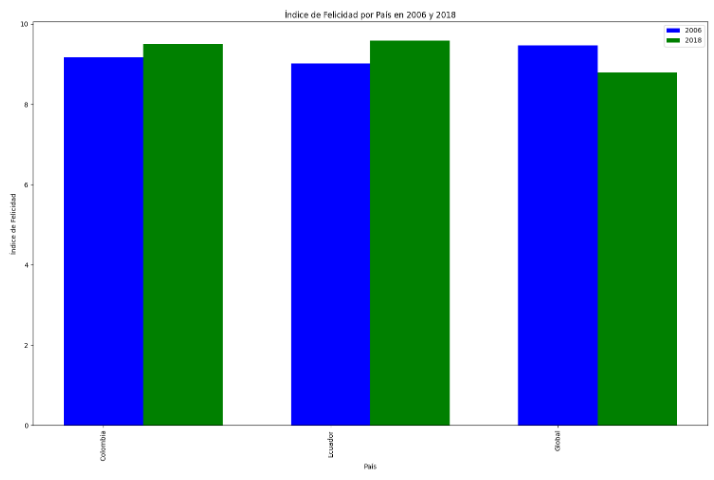 Índice de Felicidad por País en 2006 y 2018
2006
2018
Índice de Felicidad
10
8
6
4
2
0
Colombia
Ecuador
Global
País